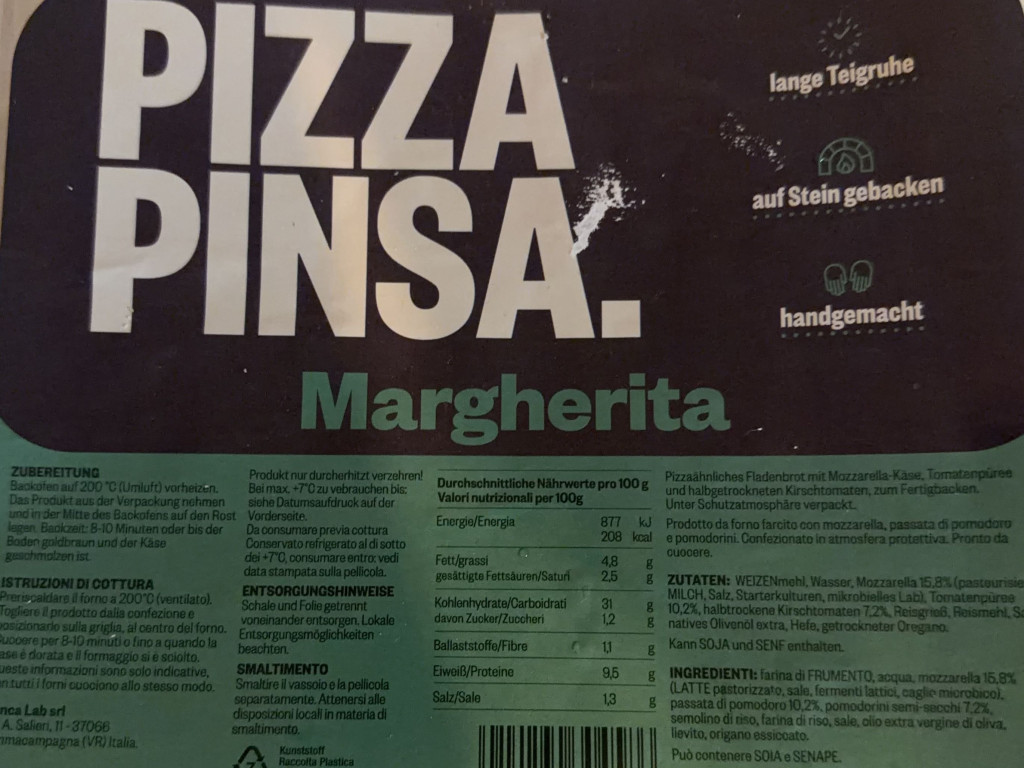 PIZZA
PINSA.
Margherita
lange Teigruhe
auf Stein gebacken
handgemacht
ZUBEREITUNG
Backofen auf 200 °C (Umluft) vorheizen.
Das Produkt aus der Verpackung nehmen
und in der Mitte des Backofens auf den Rost
legen. Backzeit: 8-10 Minuten oder bis der
Boden goldbraun und der Käse
geschmolzen ist.
ISTRUZIONI DI COTTURA
Preriscaldare il forno a 200°C (ventilato).
Togliere il prodotto dalla confezione e
posizionarlo sulla griglia, al centro del forno.
Cuocere per 8-10 minuti o fino a quando la
base è dorata e il formaggio si è sciolto.
ueste informazioni sono solo indicative,
on tutti i forni cuociono allo stesso modo.
nca Lab srl
A. Salieri, 11 - 37066
mmacampagna (VR) Italia.
Produkt nur durcherhitzt verzehren!
Bei max. +7°C zu vebrauchen bis:
siehe Datumsaufdruck auf der
Vorderseite.
Da consumare previa cottura
Conservato refrigerato al di sotto
dei +7°C, consumare entro: vedi
data stampata sulla pellicola.
ENTSORGUNGSHINWEISE
Schale und Folie getrennt
voneinander entsorgen. Lokale
Entsorgungsmöglichkeiten
beachten.
SMALTIMENTO
Smaltire il vassoio e la pellicola
separatamente. Attenersi alle
disposizioni locali in materia di
smaltimento.
7
Kunststoff
Raccolta Plastica
Durchschnittliche Nährwerte pro 100 g
Valori nutrizionali per 100g
Energie/Energia 877 kJ
208 kcal
Fett/grassi 4,8 g
gesättigte Fettsäuren/Saturi 2,5 g
Kohlenhydrate/Carboidrati 31 g
davon Zucker/Zuccheri 1,2 g
Ballaststoffe/Fibre 1,1 g
Eiweiß/Proteine 9,5 g
Salz/Sale 1,3 g
Pizzaähnliches Fladenbrot mit Mozzarella-Käse, Tomatenpüree
und halbgetrockneten Kirschtomaten, zum Fertigbacken.
Unter Schutzatmosphäre verpackt.
Prodotto da forno farcito con mozzarella, passata di pomodoro
e pomodorini. Confezionato in atmosfera protettiva. Pronto da
cuocere.
ZUTATEN: WEIZENmehl, Wasser, Mozzarella 15,8% (pasteurisie
MILCH, Salz, Starterkulturen, mikrobielles Lab), Tomatenpüree
10,2%, halbtrockene Kirschtomaten 7,2%, Reisgrieß, Reismehl, Sa
natives Olivenöl extra, Hefe, getrockneter Oregano.
Kann SOJA und SENF enthalten.
INGREDIENTI: farina di FRUMENTO, acqua, mozzarella 15,8%
(LATTE pastorizzato, sale, fermenti lattici, caglio microbico),
passata di pomodoro 10,2%, pomodorini semi-secchi 7,2%,
semolino di riso, farina di riso, sale, olio extra vergine di oliva,
lievito, origano essiccato.
Può contenere SOIA e SENAPE.